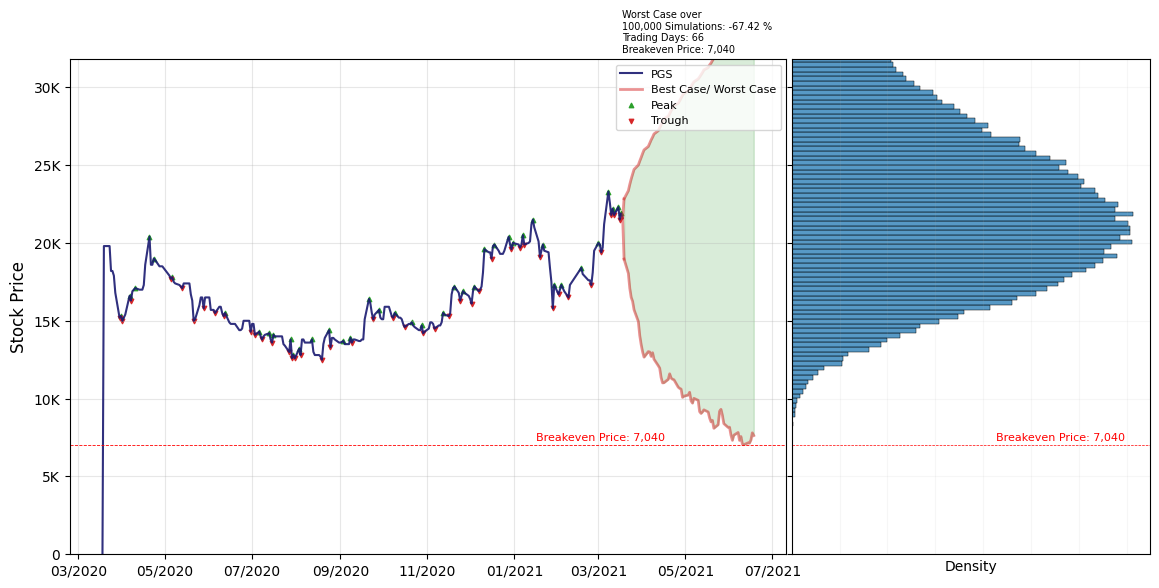 Worst Case over
100,000 Simulations: -67.42 %
Trading Days: 66
Breakeven Price: 7,040
PGS
Best Case/ Worst Case
Peak
Trough
Stock Price
30K
25K
20K
15K
10K
5K
0
Breakeven Price: 7,040
Breakeven Price: 7,040
03/2020 05/2020 07/2020 09/2020 11/2020 01/2021 03/2021 05/2021 07/2021
Density